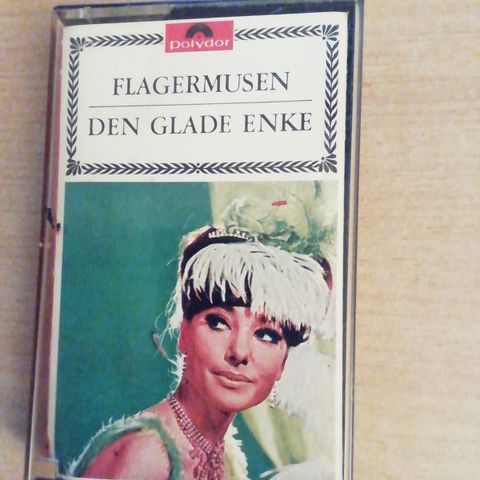 polydor
FLAGERMUSEN
DEN GLADE ENKE